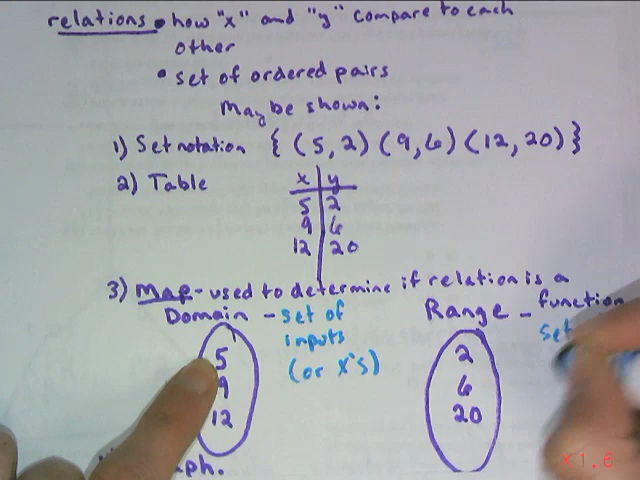 relations • how "x" and "y" compare to each
other
• set of ordered pairs
May be shown:
1) Set notation { (5, 2) (9, 6) (12, 20) }
2) Table
x y
5 2
9 6
12 20
3) Map - used to determine if relation is a
function
Domain - set of
inputs
(or x's)
Range - set
5
9
12
2
6
20
x1.6